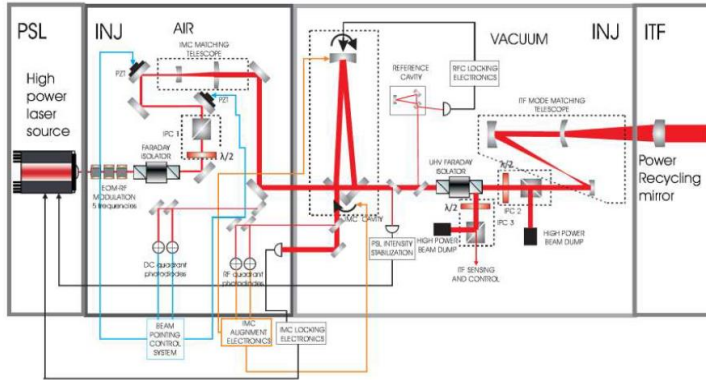 PSL
INJ
AIR
VACUUM
INJ
ITF
High
power
laser
source
IMC MATCHING
TELESCOPE
PZT
PZT
IPC 1
λ/2
FARADAY
ISOLATOR
EOM-RF
MODULATION
5 frequencies
DC quadrant
photodiodes
RF quadrant
photodiodes
BEAM
POINTING
CONTROL
SYSTEM
IMC
ALIGNMENT
ELECTRONICS
IMC LOCKING
ELECTRONICS
IMC CAVITY
REFERENCE
CAVITY
RFC LOCKING
ELECTRONICS
PSL INTENSITY
STABILIZATION
UHV FARADAY
ISOLATOR
λ/2
λ/2
IPC 2
IPC 3
HIGH POWER
BEAM DUMP
HIGH POWER
BEAM DUMP
ITF SENSING
AND CONTROL
ITF MODE MATCHING
TELESCOPE
Power
Recycling
mirror